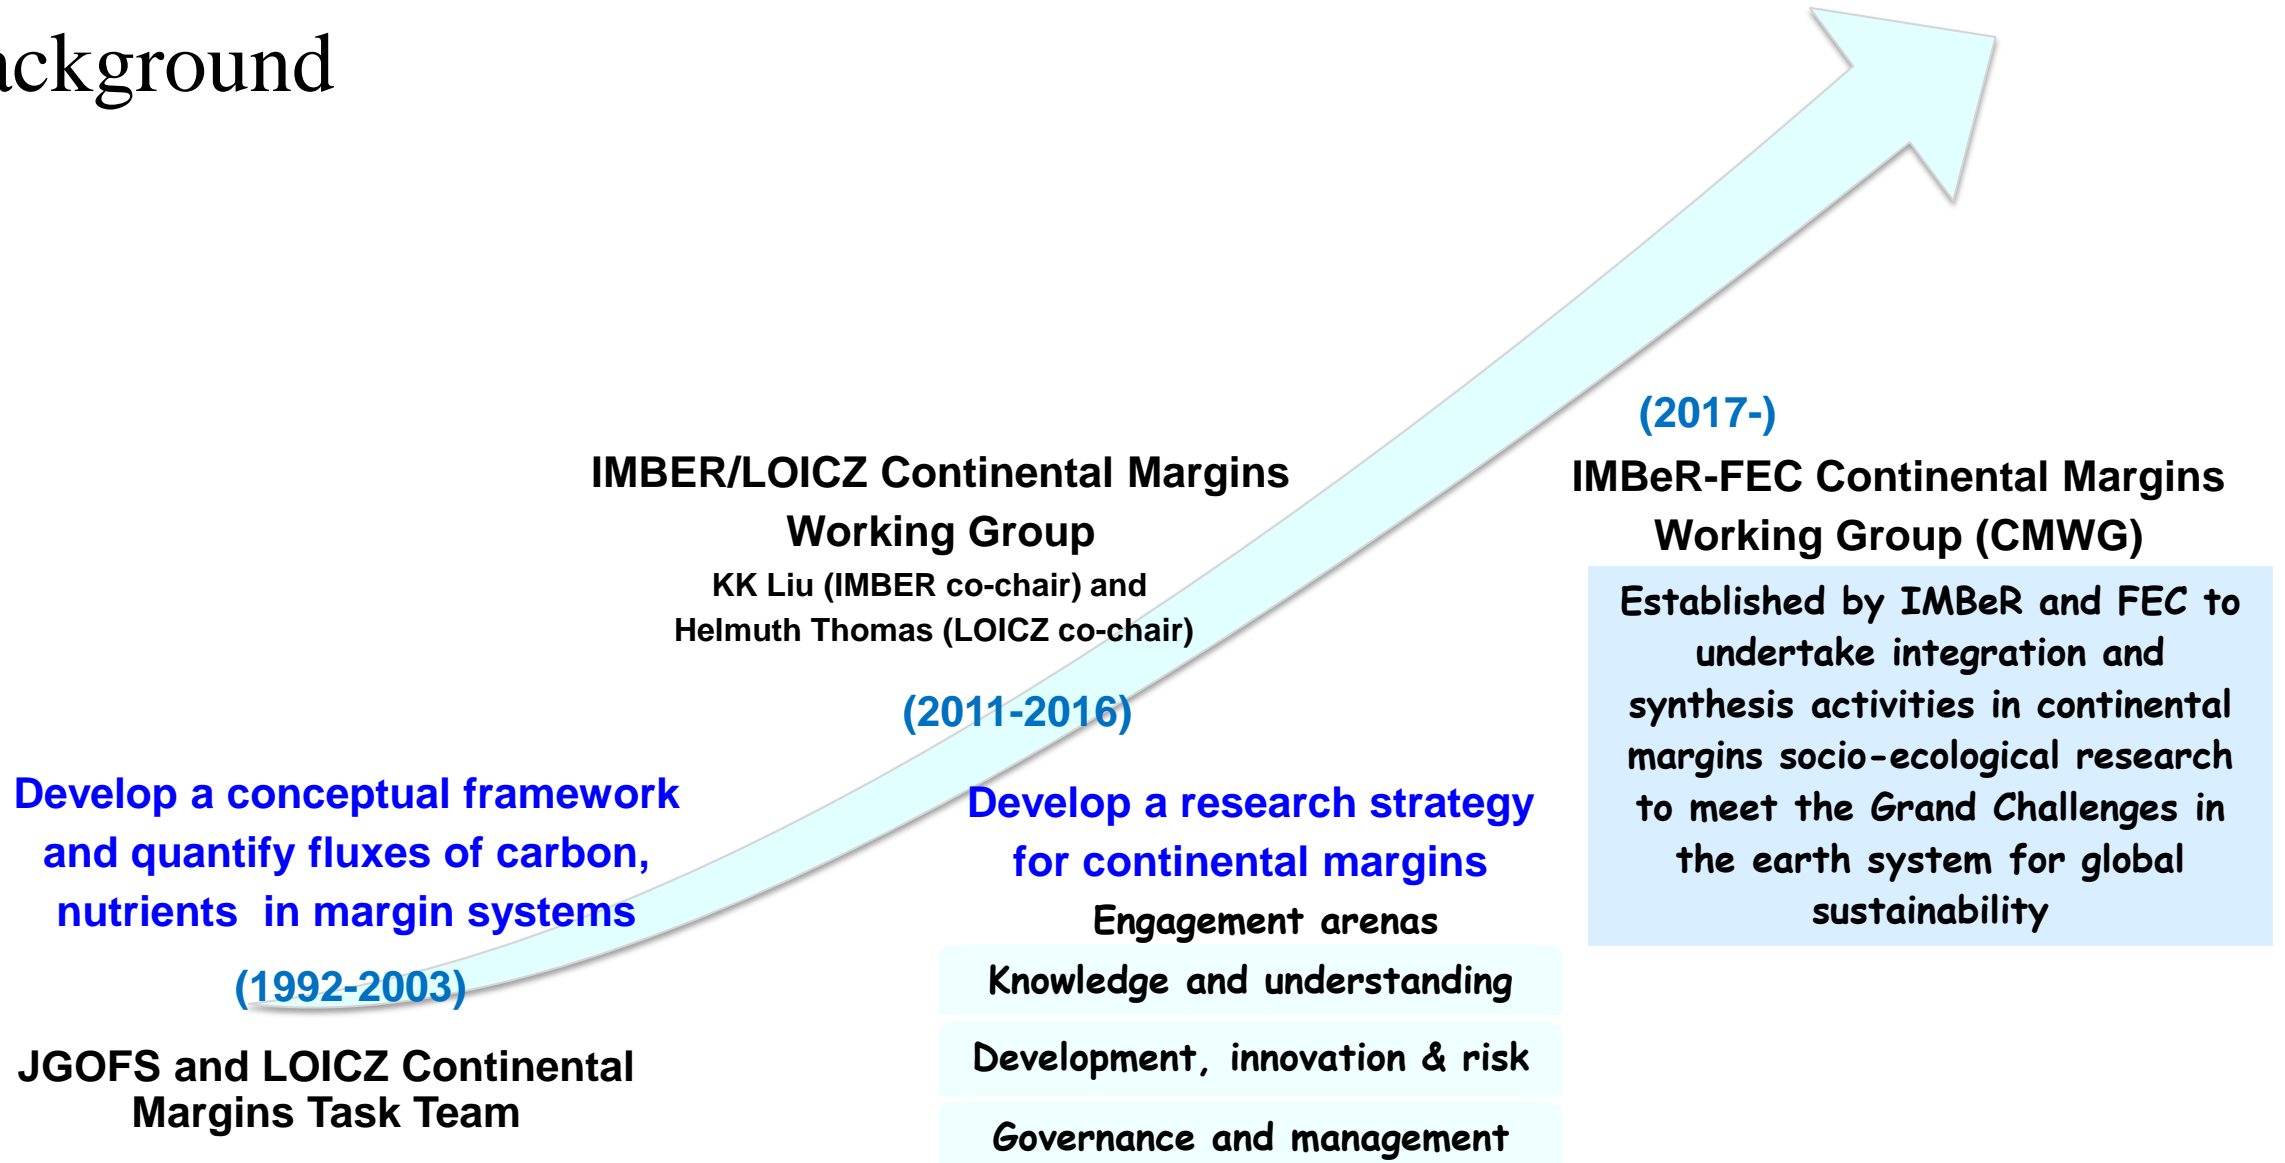 ackground
Develop a conceptual framework
and quantify fluxes of carbon,
nutrients in margin systems
(1992-2003)
JGOFS and LOICZ Continental
Margins Task Team
IMBER/LOICZ Continental Margins
Working Group
KK Liu (IMBER co-chair) and
Helmuth Thomas (LOICZ co-chair)
(2011-2016)
Develop a research strategy
for continental margins
Engagement arenas
Knowledge and understanding
Development, innovation & risk
Governance and management
(2017-)
IMBeR-FEC Continental Margins
Working Group (CMWG)
Established by IMBeR and FEC to
undertake integration and
synthesis activities in continental
margins socio-ecological research
to meet the Grand Challenges in
the earth system for global
sustainability